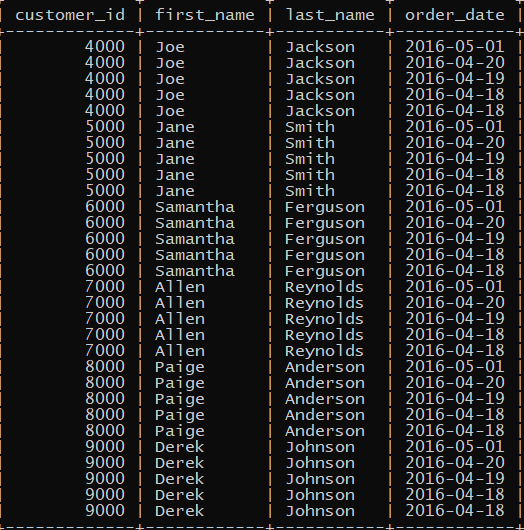 customer_id | first_name | last_name | order_date |
4000 | Joe | Jackson | 2016-05-01
4000 | Joe | Jackson | 2016-04-20
4000 | Joe | Jackson | 2016-04-19
4000 | Joe | Jackson | 2016-04-18
4000 | Joe | Jackson | 2016-04-18
5000 | Jane | Smith | 2016-05-01
5000 | Jane | Smith | 2016-04-20
5000 | Jane | Smith | 2016-04-19
5000 | Jane | Smith | 2016-04-18
5000 | Jane | Smith | 2016-04-18
6000 | Samantha | Ferguson | 2016-05-01
6000 | Samantha | Ferguson | 2016-04-20
6000 | Samantha | Ferguson | 2016-04-19
6000 | Samantha | Ferguson | 2016-04-18
6000 | Samantha | Ferguson | 2016-04-18
7000 | Allen | Reynolds | 2016-05-01
7000 | Allen | Reynolds | 2016-04-20
7000 | Allen | Reynolds | 2016-04-19
7000 | Allen | Reynolds | 2016-04-18
7000 | Allen | Reynolds | 2016-04-18
8000 | Paige | Anderson | 2016-05-01
8000 | Paige | Anderson | 2016-04-20
8000 | Paige | Anderson | 2016-04-19
8000 | Paige | Anderson | 2016-04-18
8000 | Paige | Anderson | 2016-04-18
9000 | Derek | Johnson | 2016-05-01
9000 | Derek | Johnson | 2016-04-20
9000 | Derek | Johnson | 2016-04-19
9000 | Derek | Johnson | 2016-04-18
9000 | Derek | Johnson | 2016-04-18